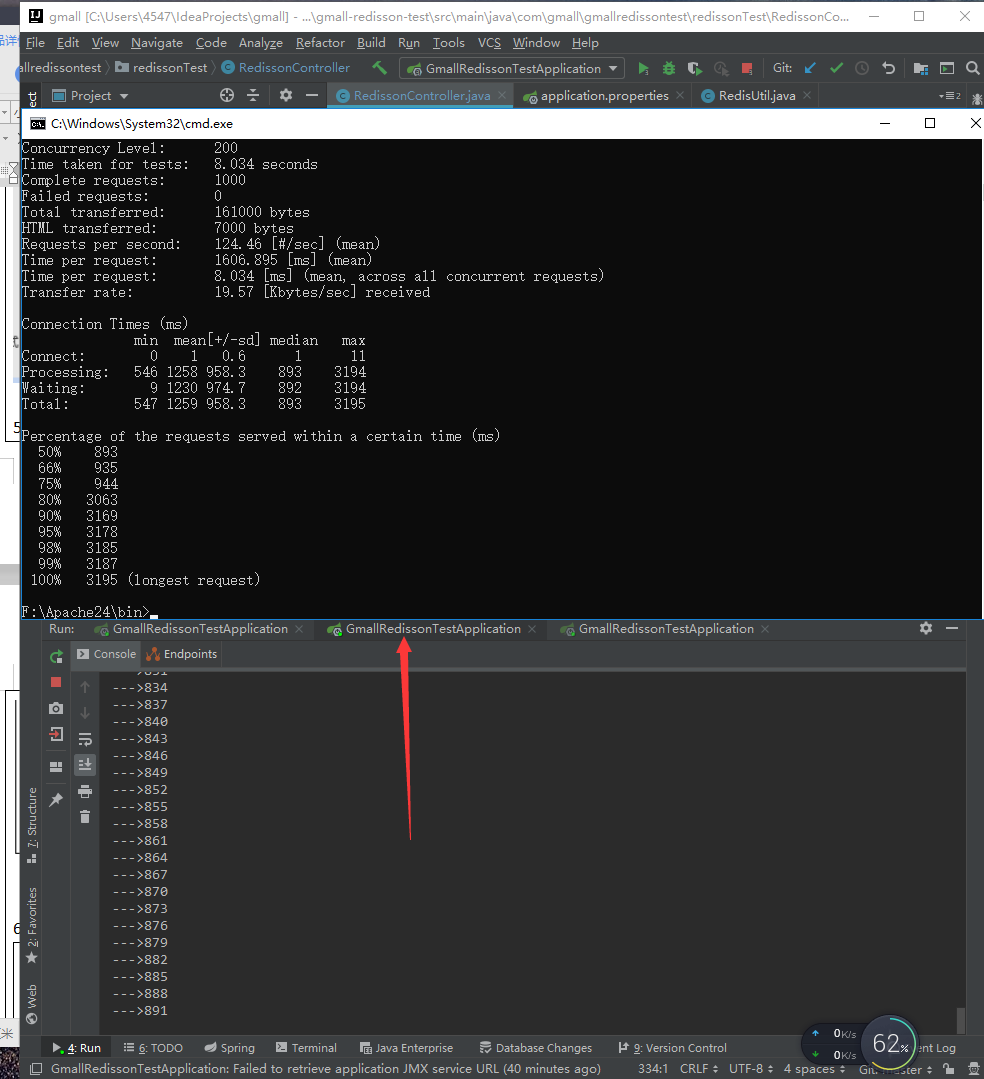 gmall [C:\Users\4547\IdeaProjects\gmall] - ...\gmall-redisson-test\src\main\java\com\gmall\gmallredissontest\redissonTest\RedissonCo...
File Edit View Navigate Code Analyze Refactor Build Run Tools VCS Window Help
allredissontest redissonTest RedissonController GmallRedissonTestApplication Git:
Project RedissonController.java application.properties RedisUtil.java
C:\Windows\System32\cmd.exe
Concurrency Level: 200
Time taken for tests: 8.034 seconds
Complete requests: 1000
Failed requests: 0
Total transferred: 161000 bytes
HTML transferred: 7000 bytes
Requests per second: 124.46 [#/sec] (mean)
Time per request: 1606.895 [ms] (mean)
Time per request: 8.034 [ms] (mean, across all concurrent requests)
Transfer rate: 19.57 [Kbytes/sec] received
Connection Times (ms)
min mean[+/-sd] median max
Connect: 0 1 0.6 1 11
Processing: 546 1258 958.3 893 3194
Waiting: 9 1230 974.7 892 3194
Total: 547 1259 958.3 893 3195
Percentage of the requests served within a certain time (ms)
50% 893
66% 935
75% 944
80% 3063
90% 3169
95% 3178
98% 3185
99% 3187
100% 3195 (longest request)
F:\Apache24\bin>
Run: GmallRedissonTestApplication GmallRedissonTestApplication GmallRedissonTestApplication
Console Endpoints
--->831
--->834
--->837
--->840
--->843
--->846
--->849
--->852
--->855
--->858
--->861
--->864
--->867
--->870
--->873
--->876
--->879
--->882
--->885
--->888
--->891
7: Structure
2: Favorites
Web
0K/s
0K/s
62%
4: Run 6: TODO Spring Terminal Java Enterprise Database Changes 9: Version Control nt Log
GmallRedissonTestApplication: Failed to retrieve application JMX service URL (40 minutes ago) 334:1 CRLF UTF-8 4 spaces